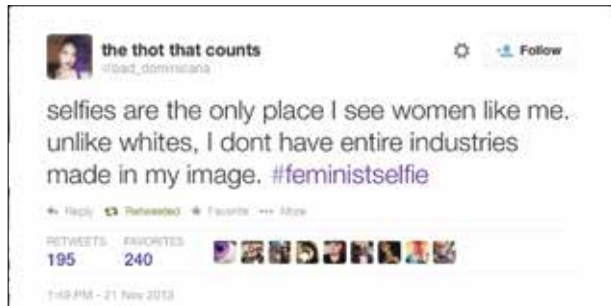 the thot that counts
@bad_dominicana
Follow
selfies are the only place I see women like me.
unlike whites, I dont have entire industries
made in my image. #feministselfie
Reply Retweeted Favorite More
RETWEETS FAVORITES
195 240
1:49 PM - 21 Nov 2013